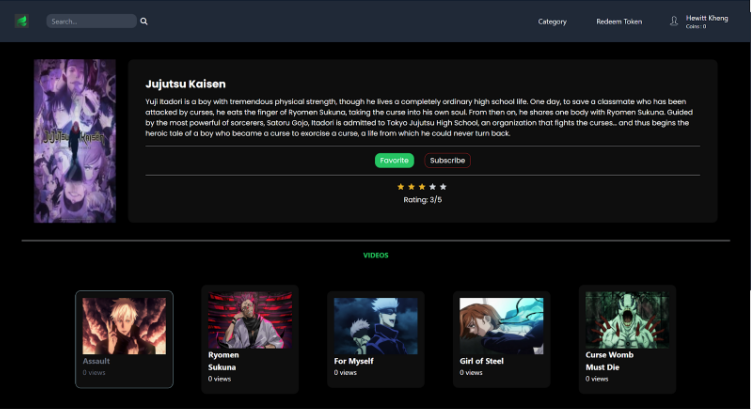 Search...
Category
Redeem Token
Hewitt Kheng
Coins : 0
JUJUTSU KAISEN
Jujutsu Kaisen
Yuji Itadori is a boy with tremendous physical strength, though he lives a completely ordinary high school life. One day, to save a classmate who has been
attacked by curses, he eats the finger of Ryomen Sukuna, taking the curse into his own soul. From then on, he shares one body with Ryomen Sukuna. Guided
by the most powerful of sorcerers, Satoru Gojo, Itadori is admitted to Tokyo Jujutsu High School, an organization that fights the curses... and thus begins the
heroic tale of a boy who became a curse to exorcise a curse, a life from which he could never turn back.
Favorite
Subscribe
Rating: 3/5
VIDEOS
Assault
0 views
Ryomen
Sukuna
0 views
For Myself
0 views
Girl of Steel
0 views
Curse Womb
Must Die
0 views